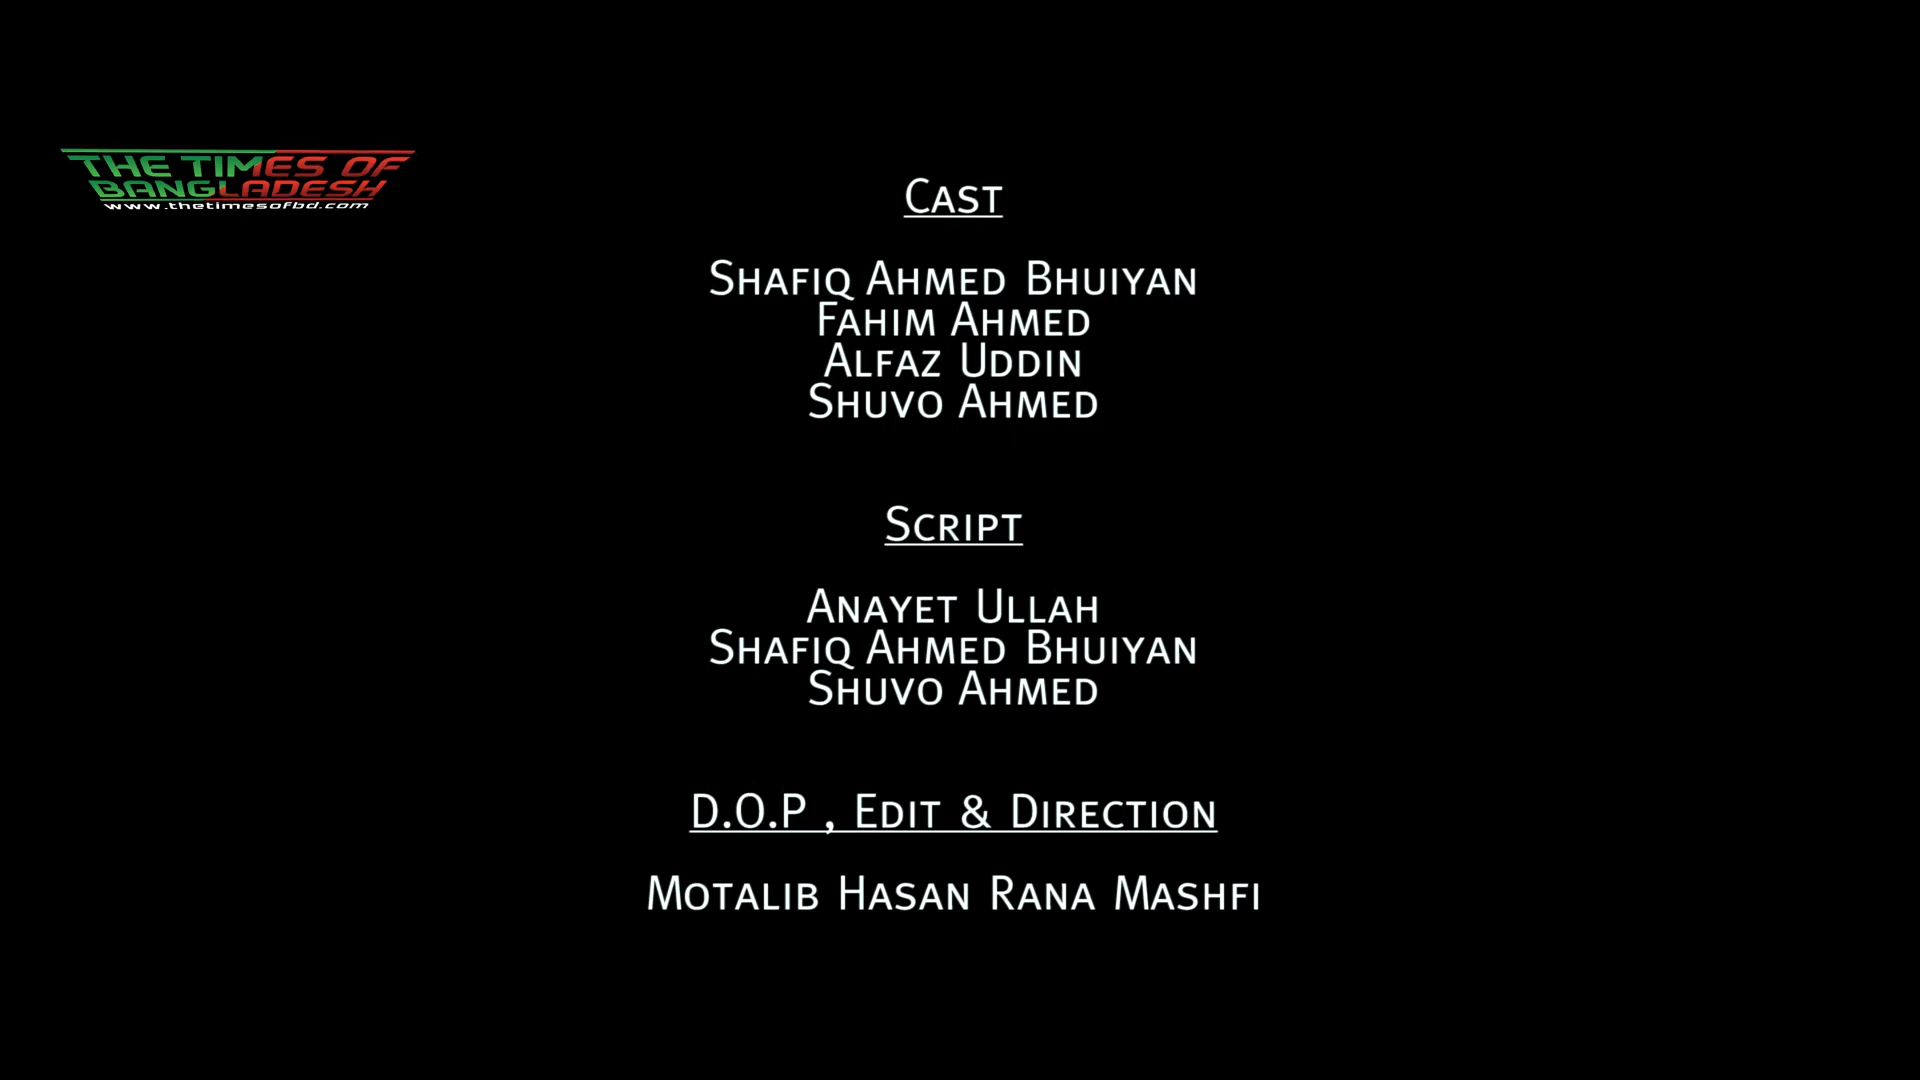 THE TIMES OF
BANGLADESH
www.thetimesofbd.com
CAST
SHAFIQ AHMED BHUIYAN
FAHIM AHMED
ALFAZ UDDIN
SHUVO AHMED
SCRIPT
ANAYET ULLAH
SHAFIQ AHMED BHUIYAN
SHUVO AHMED
D.O.P , EDIT & DIRECTION
MOTALIB HASAN RANA MASHFI